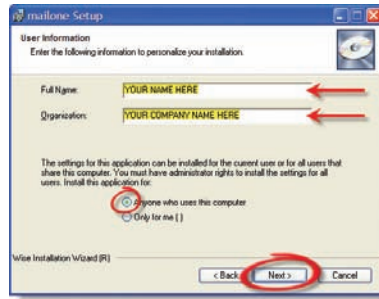 mailone Setup
User Information
Enter the following information to personalize your installation.
Full Name: YOUR NAME HERE
Organization: YOUR COMPANY NAME HERE
The settings for this application can be installed for the current user or for all users that
share this computer. You must have administrator rights to install the settings for all
users. Install this application for:
Anyone who uses this computer
Only for me ( )
Wise Installation Wizard (R)
< Back Next > Cancel